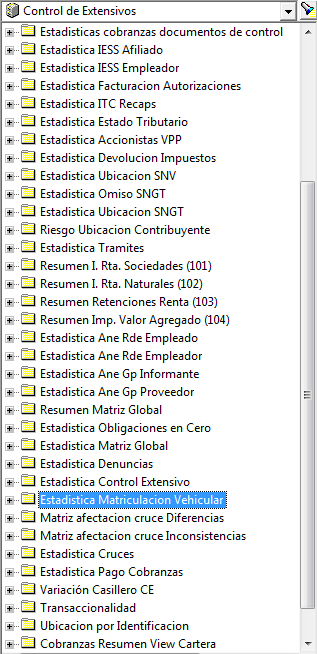 Control de Extensivos
Estadisticas cobranzas documentos de control
Estadistica IESS Afiliado
Estadistica IESS Empleador
Estadistica Facturacion Autorizaciones
Estadistica ITC Recaps
Estadistica Estado Tributario
Estadistica Accionistas VPP
Estadistica Devolucion Impuestos
Estadistica Ubicacion SNV
Estadistica Omiso SNGT
Estadistica Ubicacion SNGT
Riesgo Ubicacion Contribuyente
Estadistica Tramites
Resumen I. Rta. Sociedades (101)
Resumen I. Rta. Naturales (102)
Resumen Retenciones Renta (103)
Resumen Imp. Valor Agregado (104)
Estadistica Ane Rde Empleado
Estadistica Ane Rde Empleador
Estadistica Ane Gp Informante
Estadistica Ane Gp Proveedor
Resumen Matriz Global
Estadistica Obligaciones en Cero
Estadistica Matriz Global
Estadistica Denuncias
Estadistica Control Extensivo
Estadistica Matriculacion Vehicular
Matriz afectacion cruce Diferencias
Matriz afectacion cruce Inconsistencias
Estadistica Cruces
Estadistica Pago Cobranzas
Variación Casillero CE
Transaccionalidad
Ubicacion por Identificacion
Cobranzas Resumen View Cartera